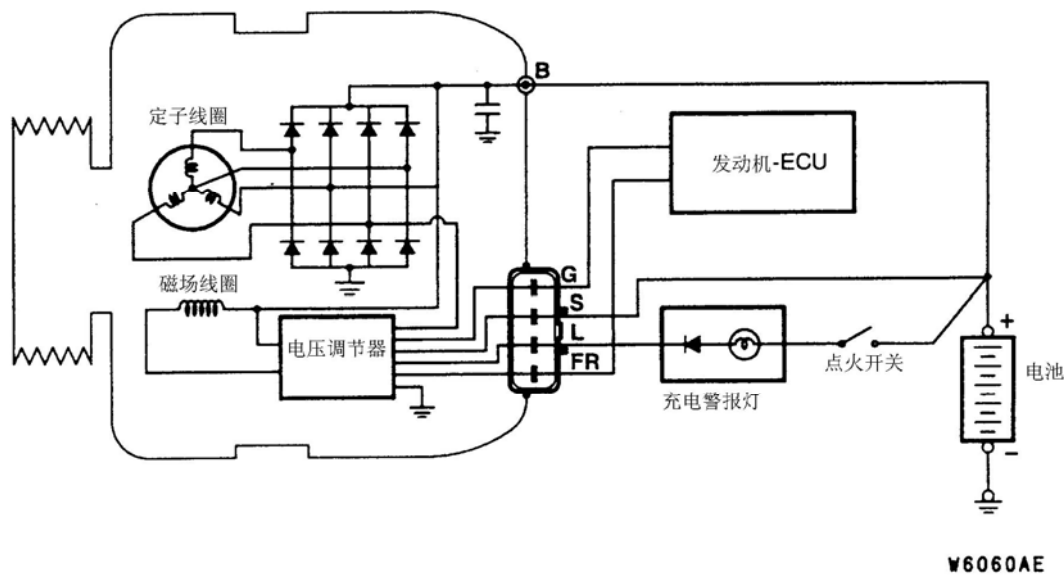 B
定子线圈
发动机-ECU
磁场线圈
G
S
L
FR
电压调节器
充电警报灯
点火开关
+
电池
-
W6060AE